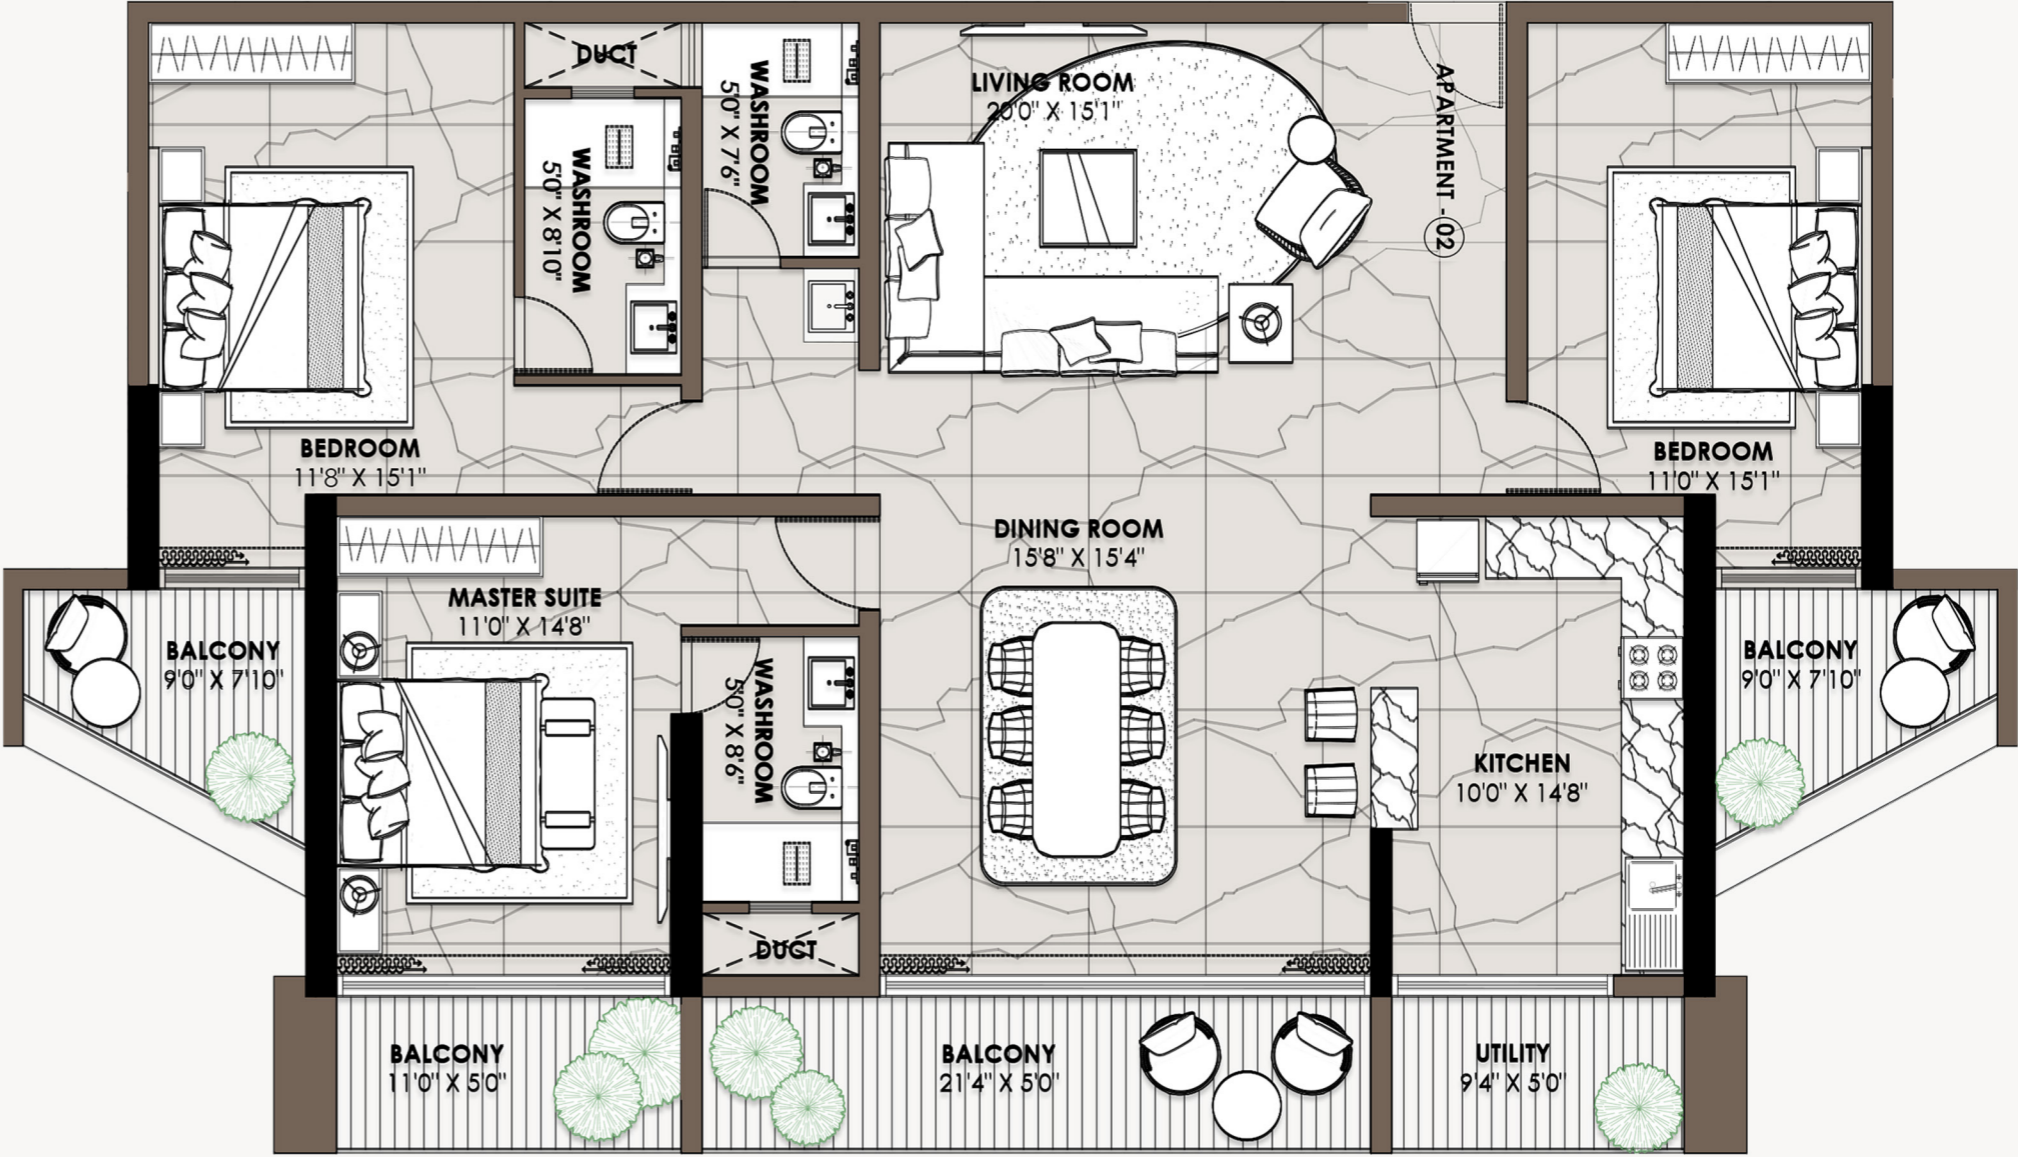 DUCT
WASHROOM
5'0" X 7'6"
WASHROOM
5'0" X 8'10"
LIVING ROOM
20'0" X 15'1"
APARTMENT -02
BEDROOM
11'8" X 15'1"
BEDROOM
11'0" X 15'1"
DINING ROOM
15'8" X 15'4"
MASTER SUITE
11'0" X 14'8"
BALCONY
9'0" X 7'10"
WASHROOM
5'0" X 8'6"
KITCHEN
10'0" X 14'8"
BALCONY
9'0" X 7'10"
DUCT
BALCONY
11'0" X 5'0"
BALCONY
21'4" X 5'0"
UTILITY
9'4" X 5'0"